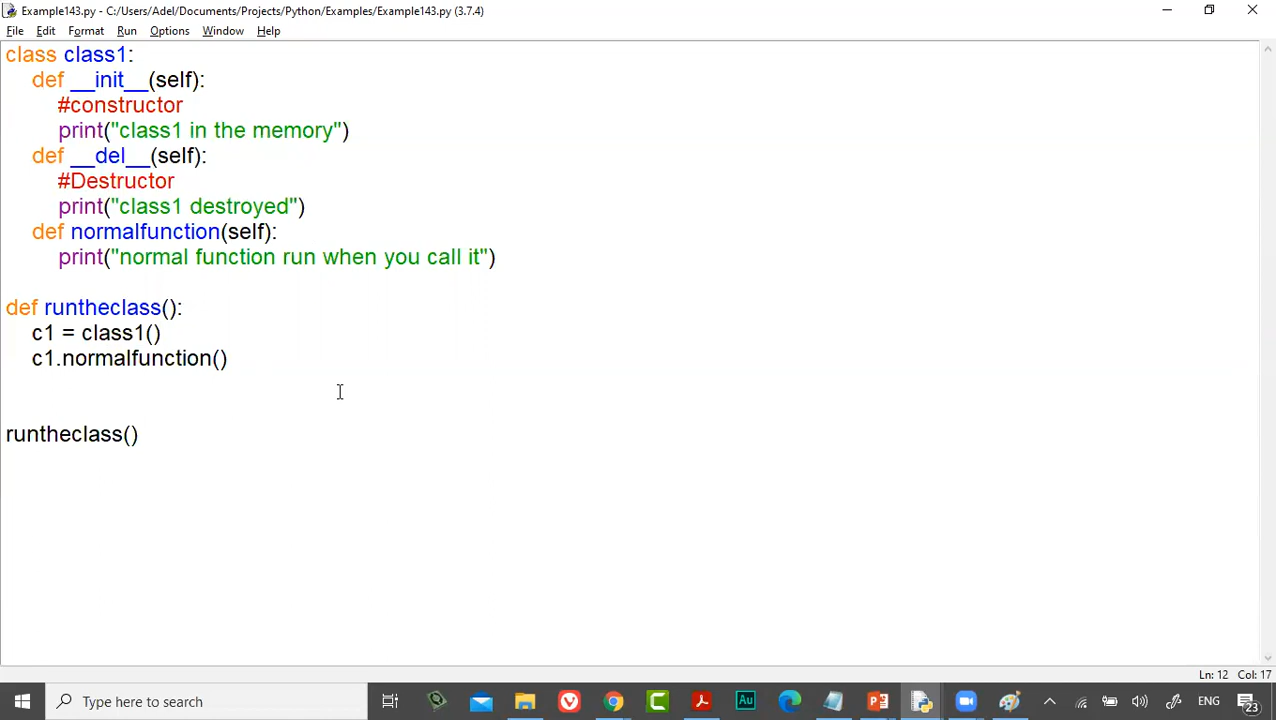 Example143.py - C:/Users/Adel/Documents/Projects/Python/Examples/Example143.py (3.7.4)
File Edit Format Run Options Window Help
class class1:
    def __init__(self):
        #constructor
        print("class1 in the memory")
    def __del__(self):
        #Destructor
        print("class1 destroyed")
    def normalfunction(self):
        print("normal function run when you call it")
def runtheclass():
    c1 = class1()
    c1.normalfunction()
runtheclass()
Ln: 12 Col: 17
Type here to search
Au
ENG
23